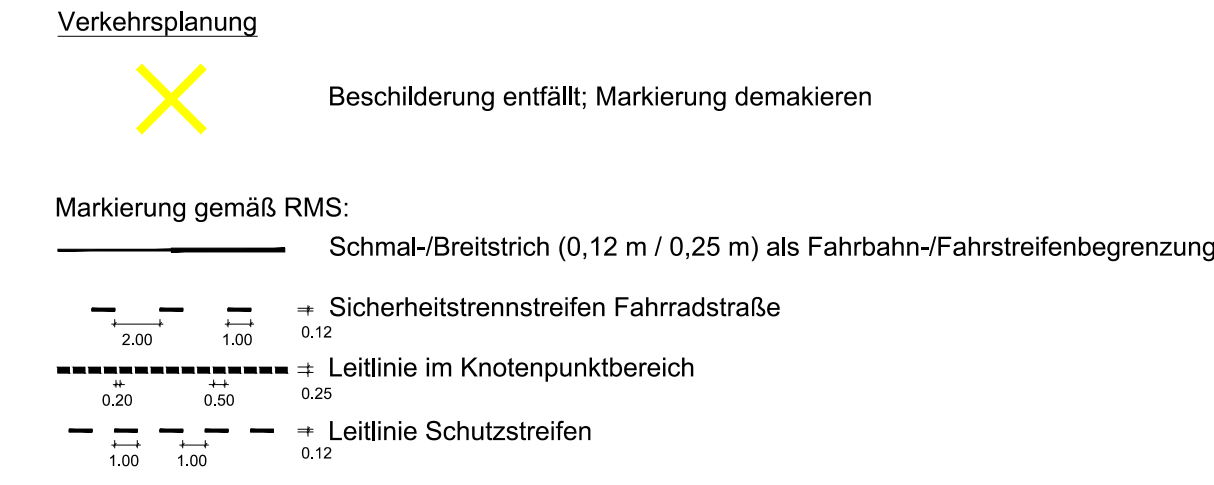 Verkehrsplanung
Beschilderung entfällt; Markierung demakieren
Markierung gemäß RMS:
Schmal-/Breitstrich (0,12 m / 0,25 m) als Fahrbahn-/Fahrstreifenbegrenzung
Sicherheitstrennstreifen Fahrradstraße
2.00 1.00 0.12
Leitlinie im Knotenpunktbereich
0.20 0.50 0.25
Leitlinie Schutzstreifen
1.00 1.00 0.12